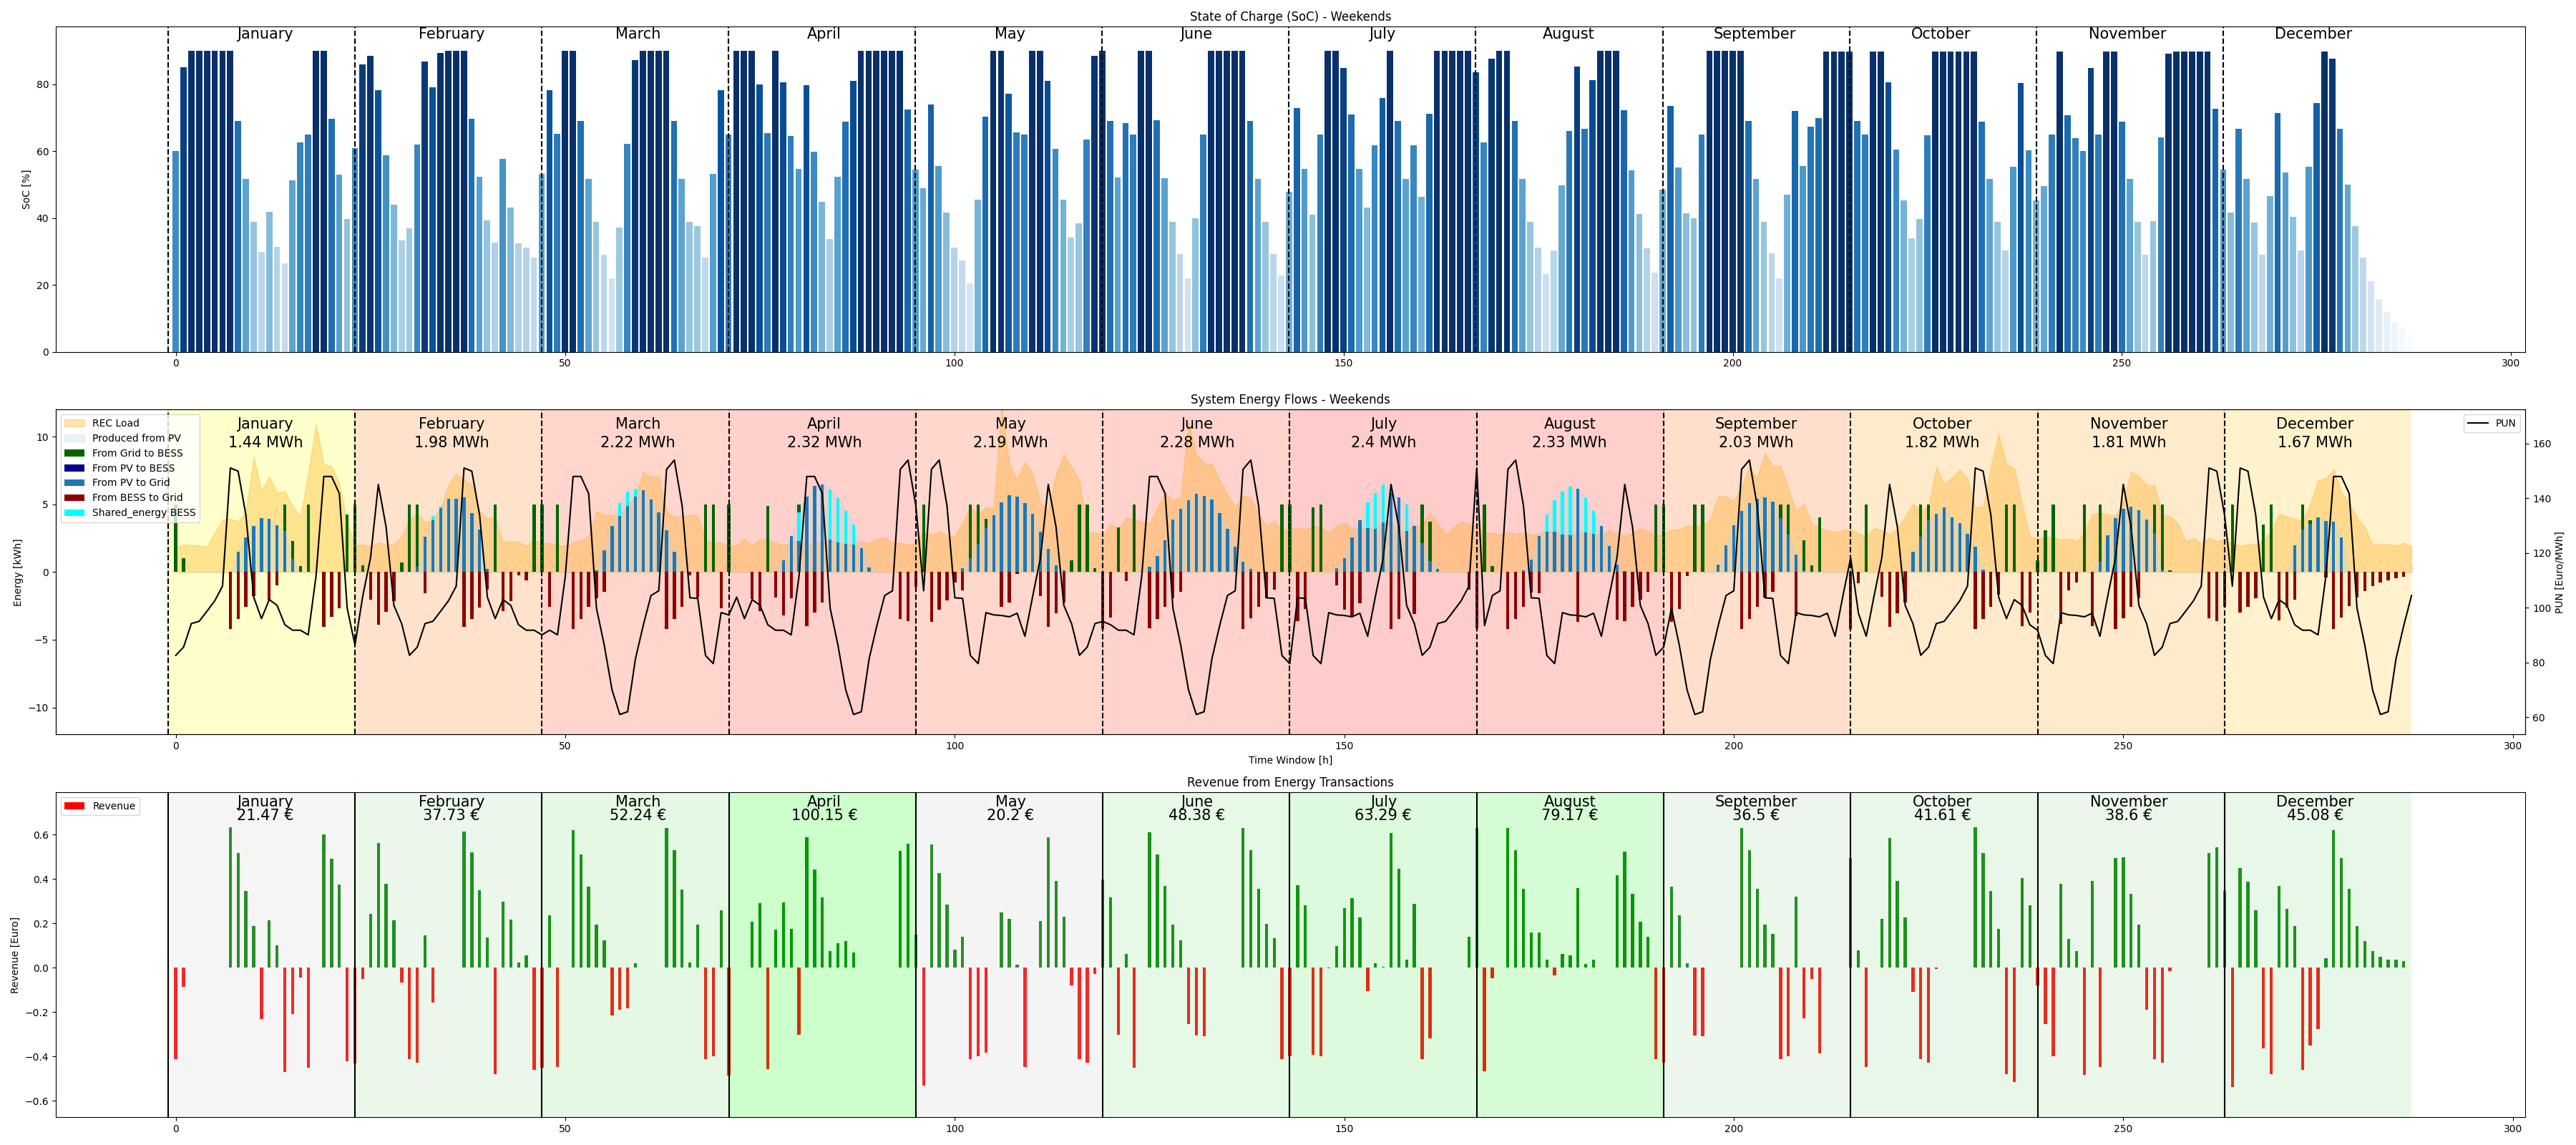 State of Charge (SoC) - Weekends
January February March April May June July August September October November December
80
60
40
20
0
SoC [%]
0 50 100 150 200 250 300
System Energy Flows - Weekends
January February March April May June July August September October November December
1.44 MWh 1.98 MWh 2.22 MWh 2.32 MWh 2.19 MWh 2.28 MWh 2.4 MWh 2.33 MWh 2.03 MWh 1.82 MWh 1.81 MWh 1.67 MWh
REC Load
Produced from PV
From Grid to BESS
From PV to BESS
From PV to Grid
From BESS to Grid
Shared_energy BESS
PUN
10
5
0
−5
−10
Energy [kWh]
160
140
120
100
80
60
PUN [Euro/MWh]
0 50 100 150 200 250 300
Time Window [h]
Revenue from Energy Transactions
Revenue
January February March April May June July August September October November December
21.47 € 37.73 € 52.24 € 100.15 € 20.2 € 48.38 € 63.29 € 79.17 € 36.5 € 41.61 € 38.6 € 45.08 €
0.6
0.4
0.2
0.0
−0.2
−0.4
−0.6
Revenue [Euro]
0 50 100 150 200 250 300